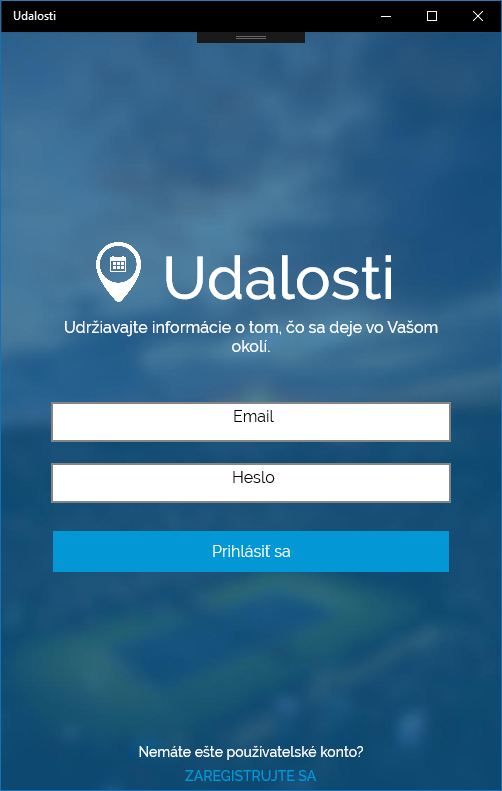 Udalosti
Udalosti
Udržiavajte informácie o tom, čo sa deje vo Vašom
okolí.
Email
Heslo
Prihlásiť sa
Nemáte ešte používatelské konto?
ZAREGISTRUJTE SA